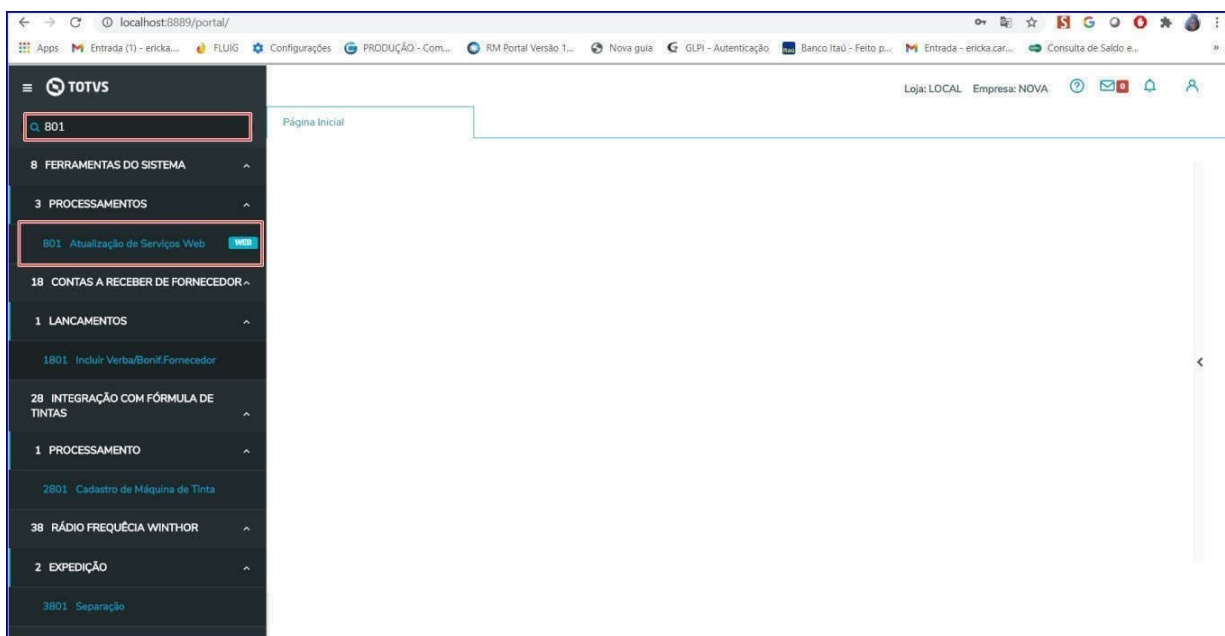 localhost:8889/portal/
Apps Entrada (1) - ericka.... FLUIG Configurações PRODUÇÃO - Com... RM Portal Versão 1... Nova guia GLPI - Autenticação Banco Itaú - Feito p... Entrada - ericka.car... Consulta de Saldo e... »
TOTVS
Loja: LOCAL Empresa: NOVA 0
801
Página Inicial
8 FERRAMENTAS DO SISTEMA
3 PROCESSAMENTOS
801 Atualização de Serviços Web WEB
18 CONTAS A RECEBER DE FORNECEDOR
1 LANCAMENTOS
1801 Incluir Verba/Bonif.Fornecedor
28 INTEGRAÇÃO COM FÓRMULA DE
TINTAS
1 PROCESSAMENTO
2801 Cadastro de Máquina de Tinta
38 RÁDIO FREQUÊCIA WINTHOR
2 EXPEDIÇÃO
3801 Separação